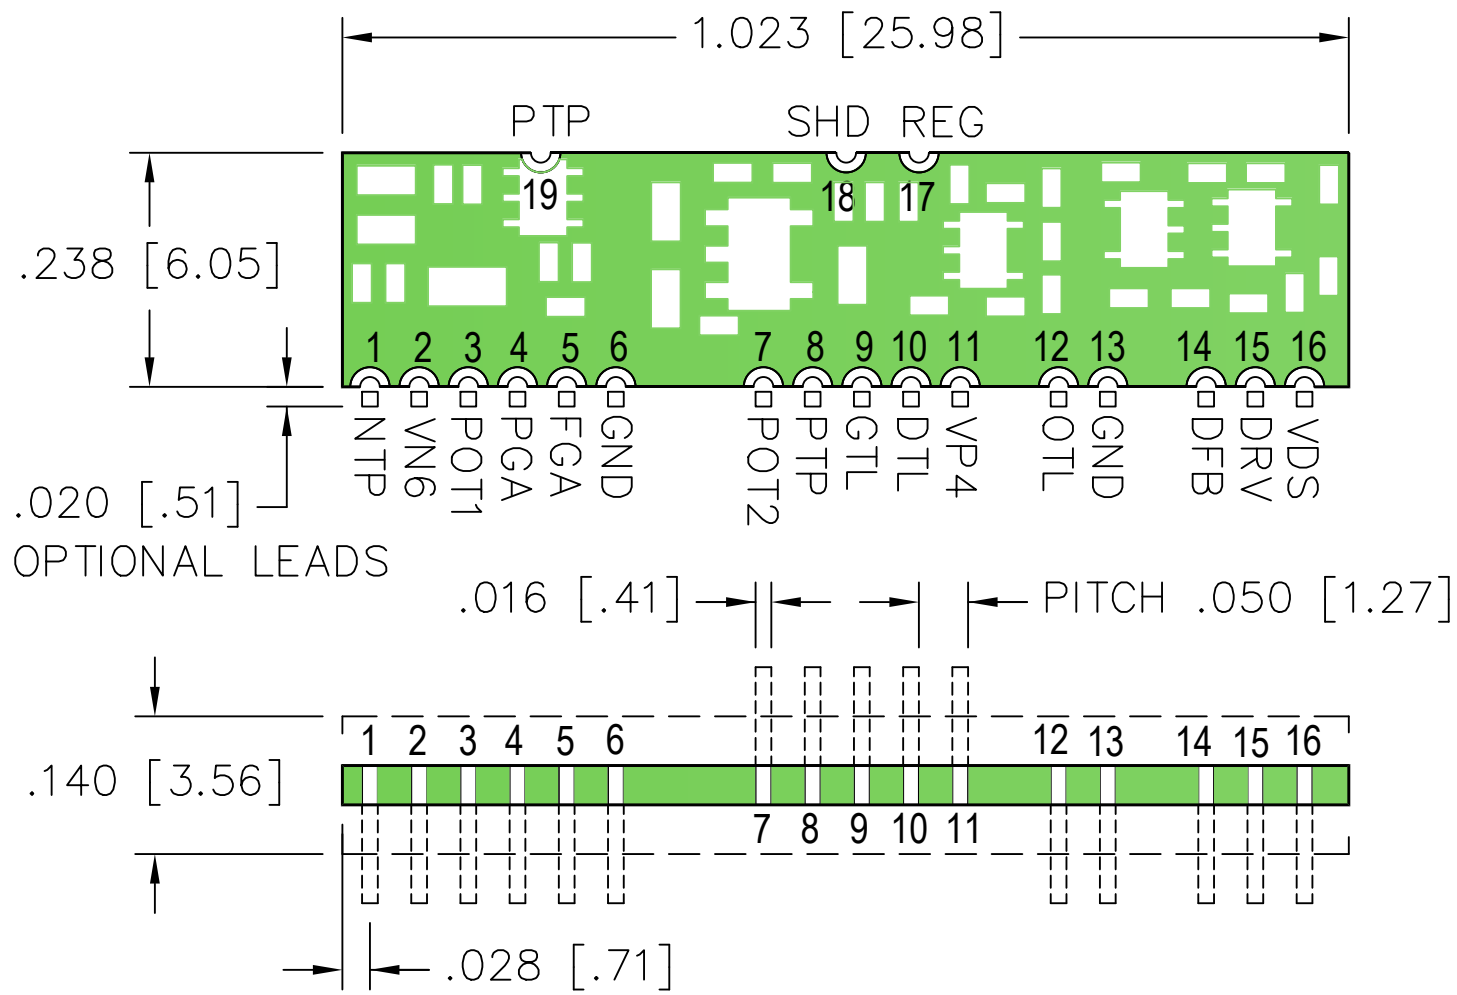 1.023 [25.98]
PTP SHD REG
19 18 17
.238 [6.05]
1 2 3 4 5 6 7 8 9 10 11 12 13 14 15 16
NTP VN6 POT1 PGA FGA GND POT2 PTP GTL DTL VP4 OTL GND DFB DRV VDS
.020 [.51]
OPTIONAL LEADS
.016 [.41] PITCH .050 [1.27]
1 2 3 4 5 6 12 13 14 15 16
.140 [3.56]
7 8 9 10 11
.028 [.71]